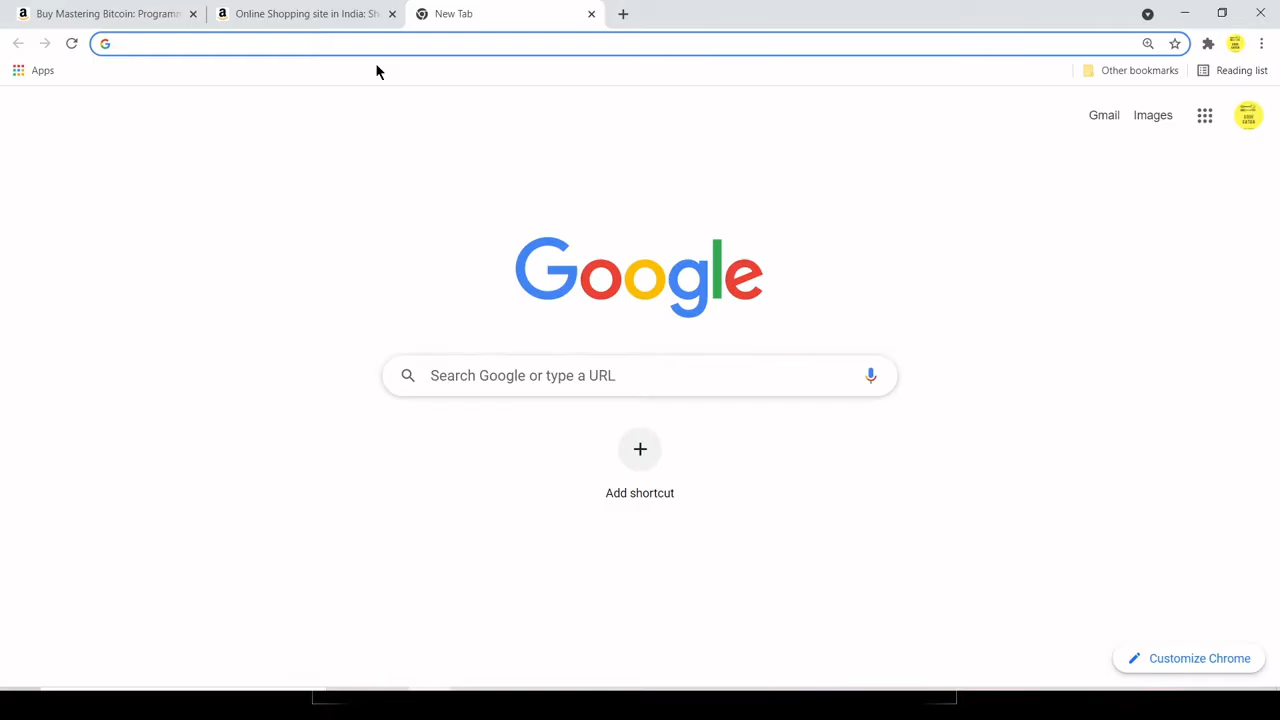 Buy Mastering Bitcoin: Programm
Online Shopping site in India: Sh
New Tab
Apps
Other bookmarks
Reading list
Gmail
Images
Google
Search Google or type a URL
Add shortcut
Customize Chrome